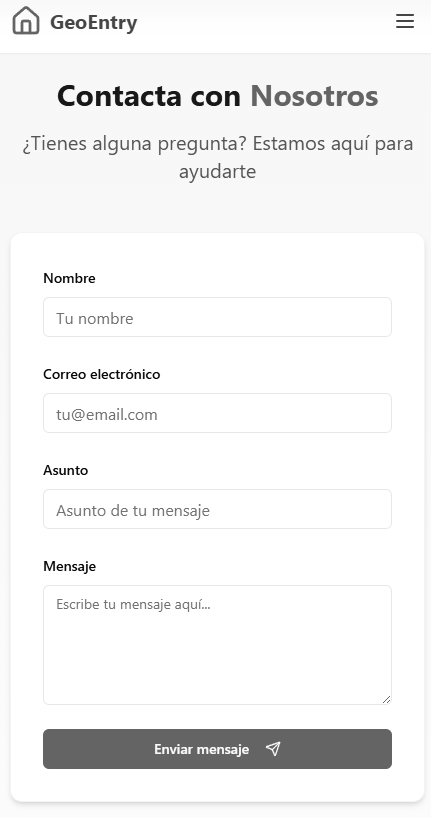 GeoEntry
Contacta con Nosotros
¿Tienes alguna pregunta? Estamos aquí para
ayudarte
Nombre
Tu nombre
Correo electrónico
tu@email.com
Asunto
Asunto de tu mensaje
Mensaje
Escribe tu mensaje aquí...
Enviar mensaje